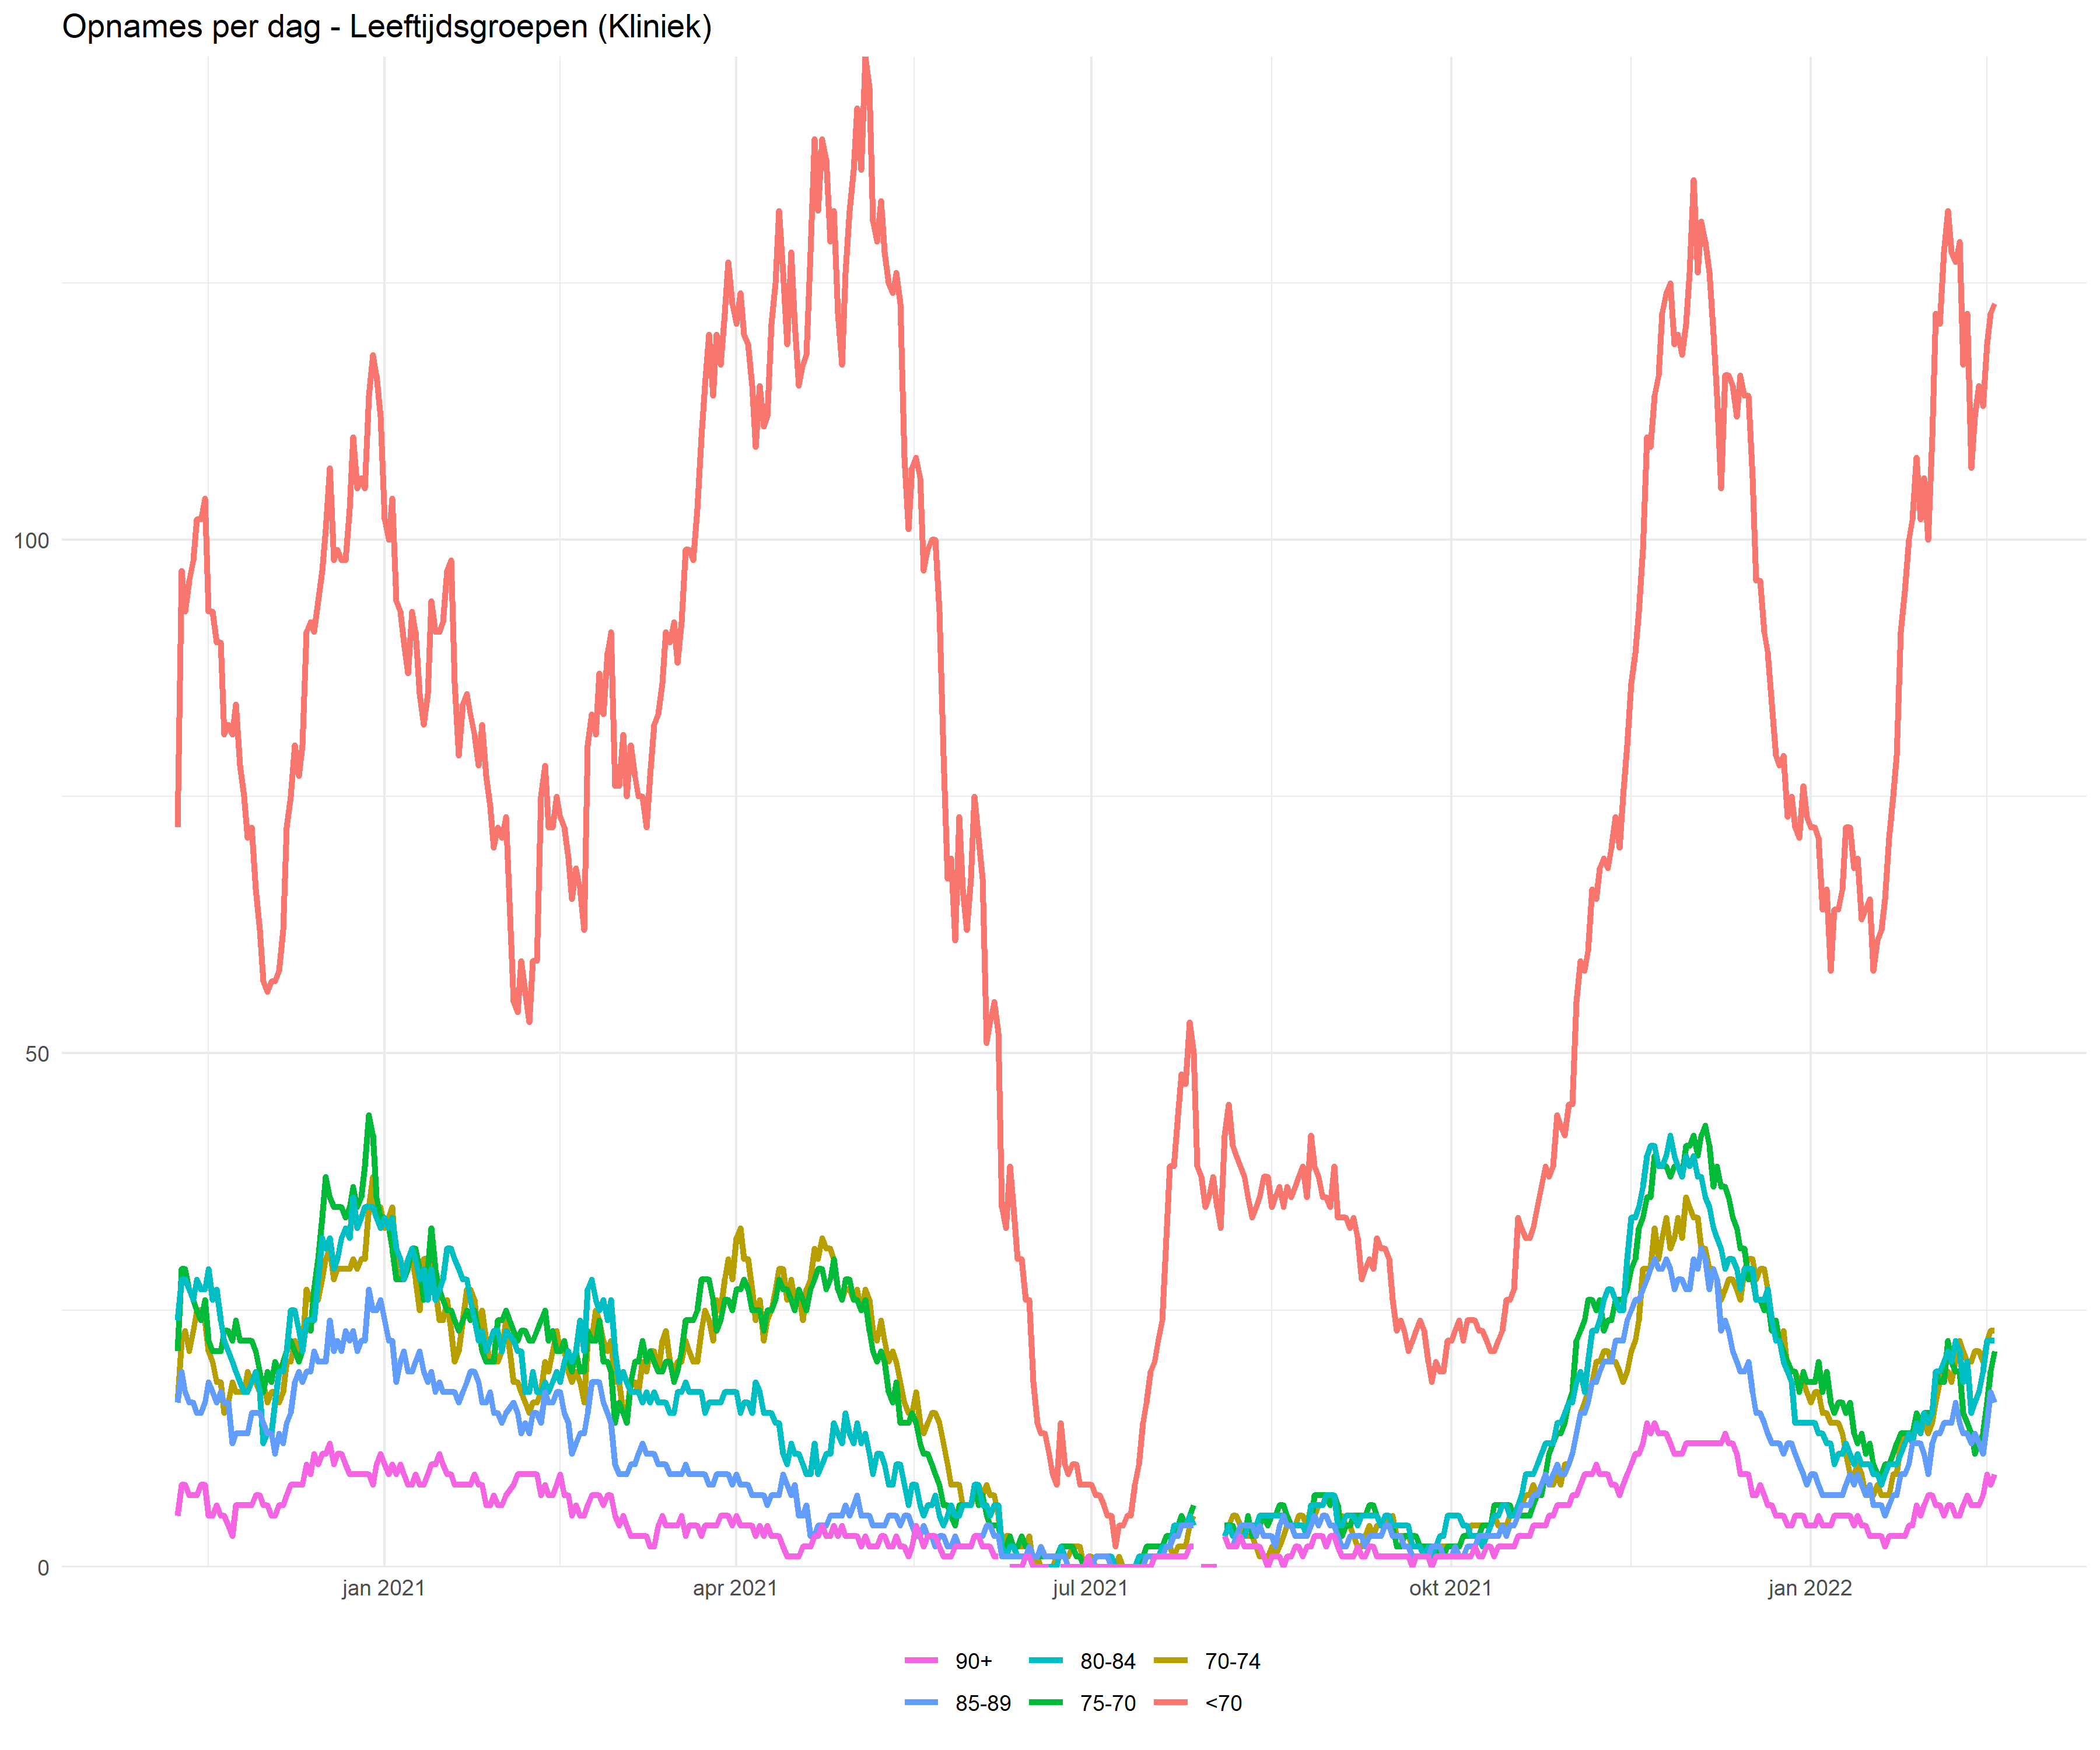 Opnames per dag - Leeftijdsgroepen (Kliniek)
100
50
0
jan 2021 apr 2021 jul 2021 okt 2021 jan 2022
90+ 80-84 70-74
85-89 75-70 <70